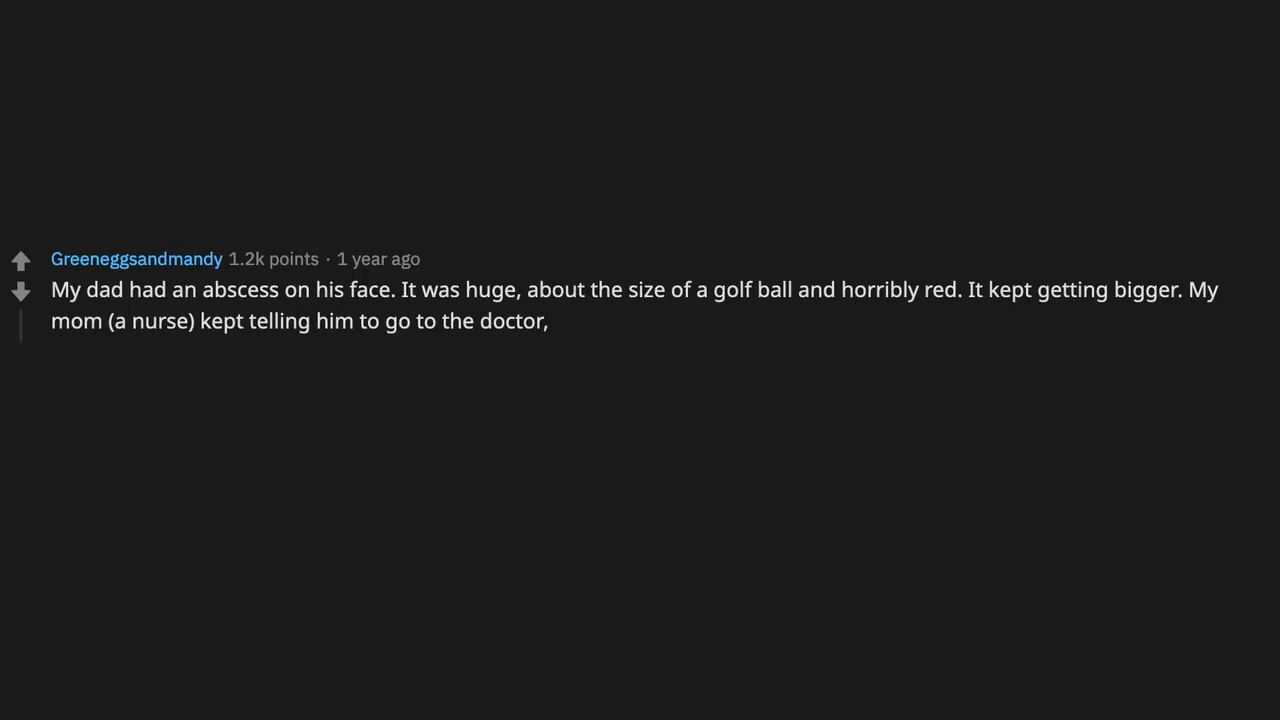 Greeneggsandmandy 1.2k points · 1 year ago
My dad had an abscess on his face. It was huge, about the size of a golf ball and horribly red. It kept getting bigger. My
mom (a nurse) kept telling him to go to the doctor,